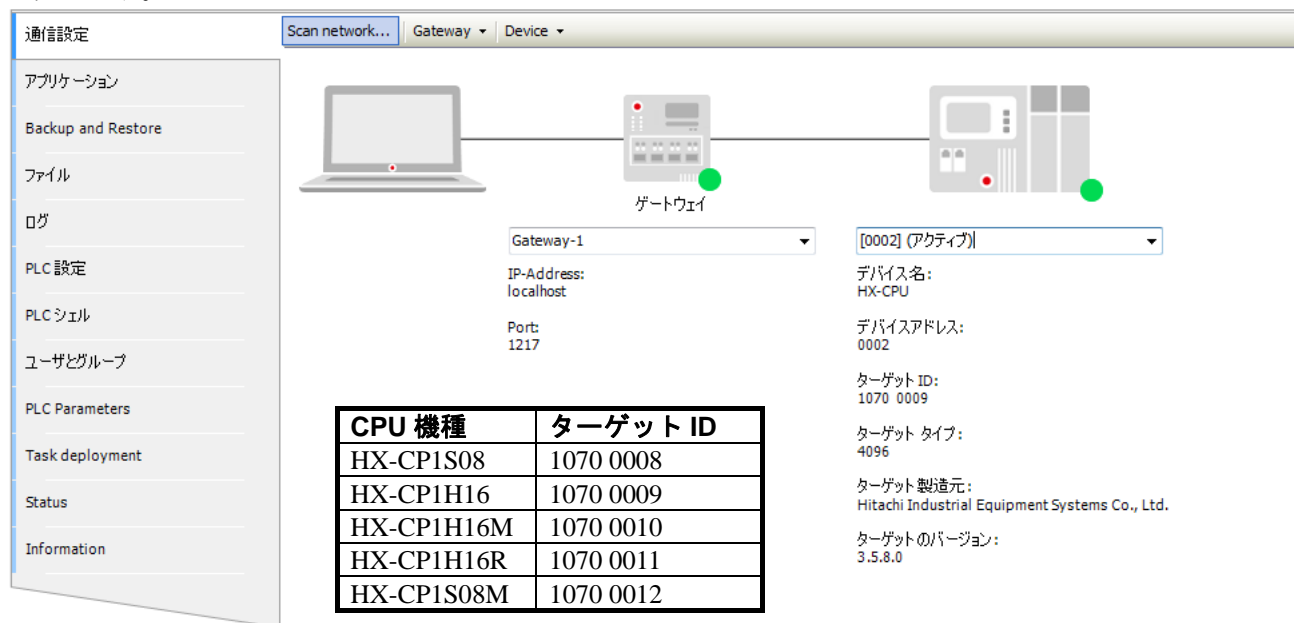 通信設定
Scan network... Gateway Device
アプリケーション
Backup and Restore
ファイル
ログ
PLC 設定
PLC シェル
ユーザとグループ
PLC Parameters
Task deployment
Status
Information
ゲートウェイ
Gateway-1
IP-Address:
localhost
Port:
1217
[0002] (アクティブ)
デバイス名:
HX-CPU
デバイスアドレス:
0002
ターゲット ID:
1070 0009
ターゲット タイプ:
4096
ターゲット 製造元:
Hitachi Industrial Equipment Systems Co., Ltd.
ターゲットのバージョン:
3.5.8.0
CPU 機種 ターゲット ID
HX-CP1S08 1070 0008
HX-CP1H16 1070 0009
HX-CP1H16M 1070 0010
HX-CP1H16R 1070 0011
HX-CP1S08M 1070 0012